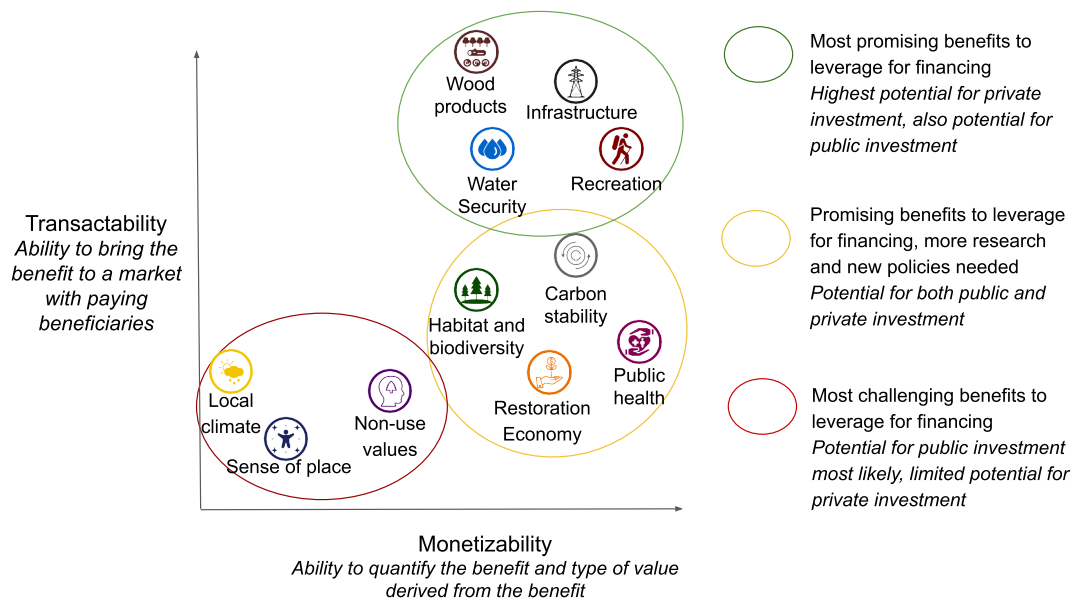 Wood
products
Infrastructure
Water
Security
Recreation
Carbon
stability
Habitat and
biodiversity
Public
health
Restoration
Economy
Local
climate
Non-use
values
Sense of place
Transactability
Ability to bring the
benefit to a market
with paying
beneficiaries
Monetizability
Ability to quantify the benefit and type of value
derived from the benefit
Most promising benefits to
leverage for financing
Highest potential for private
investment, also potential for
public investment
Promising benefits to leverage
for financing, more research
and new policies needed
Potential for both public and
private investment
Most challenging benefits to
leverage for financing
Potential for public investment
most likely, limited potential for
private investment